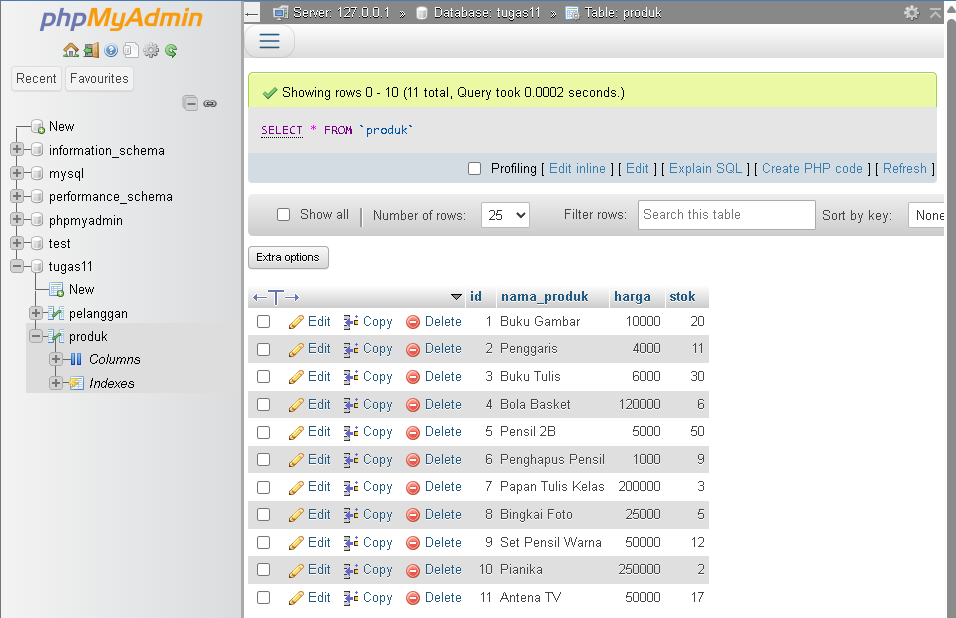 phpMyAdmin
Recent Favourites
New
information_schema
mysql
performance_schema
phpmyadmin
test
tugas11
New
pelanggan
produk
Columns
Indexes
Server: 127.0.0.1 » Database: tugas11 » Table: produk
Showing rows 0 - 10 (11 total, Query took 0.0002 seconds.)
SELECT * FROM `produk`
Profiling [ Edit inline ] [ Edit ] [ Explain SQL ] [ Create PHP code ] [ Refresh ]
Show all | Number of rows: 25 Filter rows: Search this table Sort by key: None
Extra options
←T→ id nama_produk harga stok
Edit Copy Delete 1 Buku Gambar 10000 20
Edit Copy Delete 2 Penggaris 4000 11
Edit Copy Delete 3 Buku Tulis 6000 30
Edit Copy Delete 4 Bola Basket 120000 6
Edit Copy Delete 5 Pensil 2B 5000 50
Edit Copy Delete 6 Penghapus Pensil 1000 9
Edit Copy Delete 7 Papan Tulis Kelas 200000 3
Edit Copy Delete 8 Bingkai Foto 25000 5
Edit Copy Delete 9 Set Pensil Warna 50000 12
Edit Copy Delete 10 Pianika 250000 2
Edit Copy Delete 11 Antena TV 50000 17